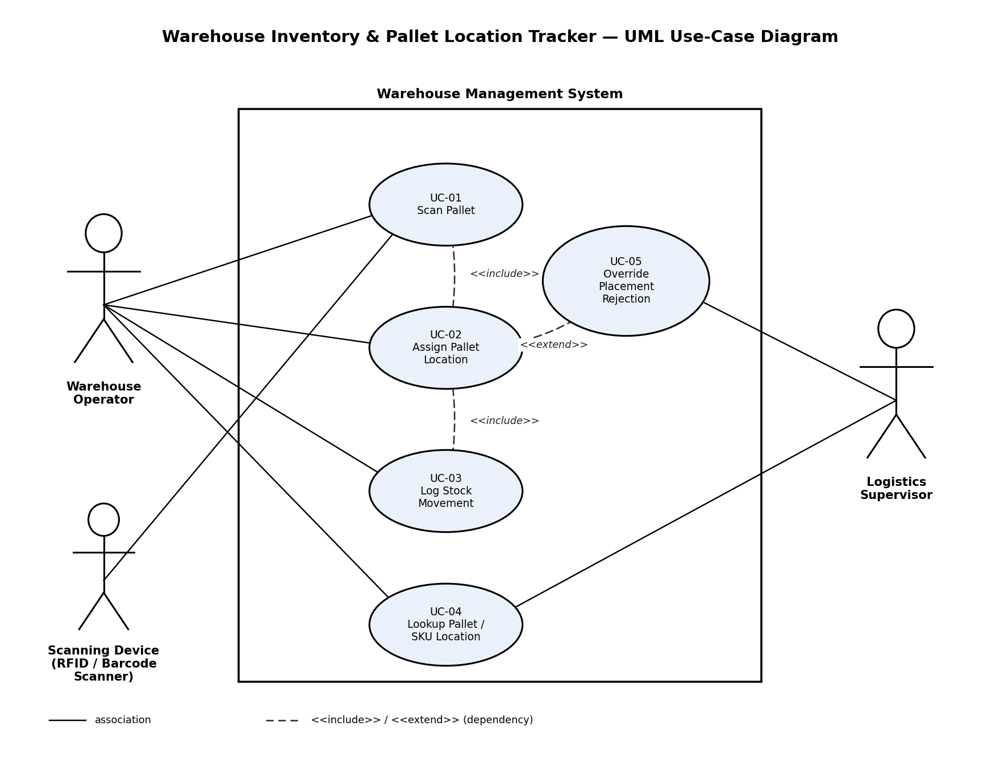 Warehouse Inventory & Pallet Location Tracker — UML Use-Case Diagram
Warehouse Management System
UC-01
Scan Pallet
<<include>>
UC-05
Override
Placement
Rejection
UC-02
Assign Pallet
Location
<<extend>>
Warehouse
Operator
<<include>>
UC-03
Log Stock
Movement
Logistics
Supervisor
UC-04
Lookup Pallet /
SKU Location
Scanning Device
(RFID / Barcode
Scanner)
association
<<include>> / <<extend>> (dependency)